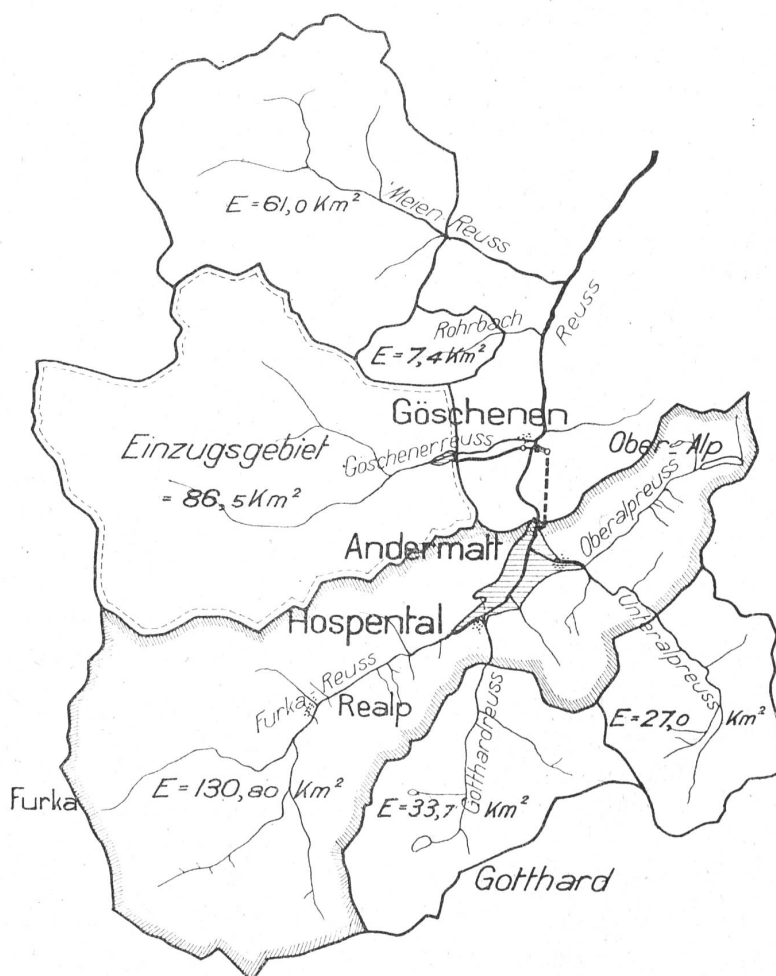 E = 61,0 Km²
Meien-Reuss
Rohrbach
E = 7,4 Km²
Reuss
Göschenen
Einzugsgebiet
= 86,5 Km²
Göschenerreuss
Ober-Alp
Oberalpreuss
Andermatt
Hospental
Unteralpreuss
Furka-Reuss
Realp
Gotthardreuss
E = 27,0 Km²
Furka
E = 130,80 Km²
E = 33,7 Km²
Gotthard